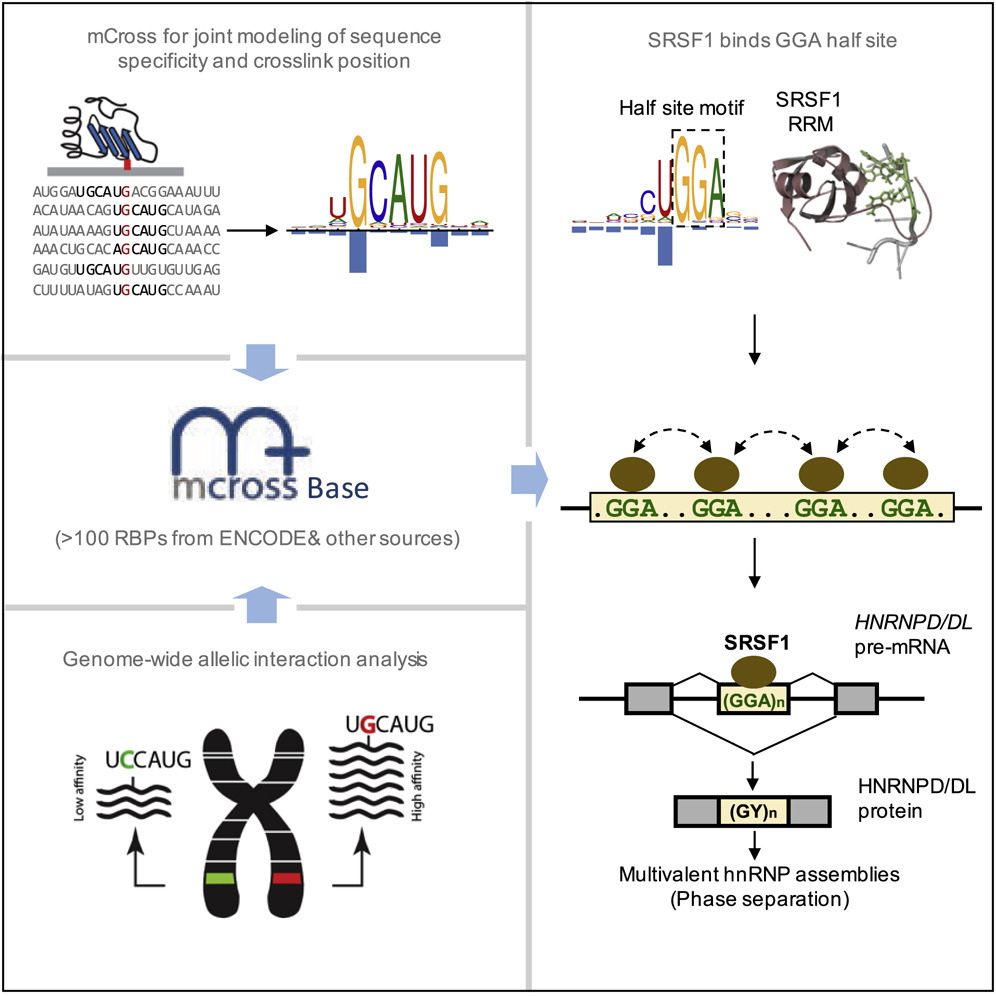 mCross for joint modeling of sequence
specificity and crosslink position
AUGGAUGCAUGACGGAAAUUU
ACAUAACAGUGCAUGCAUAGA
AUAUAAAAGUGCAUGCUAAAA
AAACUGCACAGCAUGCAAACC
GAUGUUGCAUGUUGUGUUGAG
CUUUUAUAGUGCAUGCCAAAU
UGCAUG
m+
mcross Base
(>100 RBPs from ENCODE& other sources)
Genome-wide allelic interaction analysis
UCCAUG
Low affinity
UGCAUG
High affinity
SRSF1 binds GGA half site
Half site motif
SRSF1
RRM
CUGGA
.GGA..GGA...GGA..GGA.
HNRNPD/DL
pre-mRNA
SRSF1
(GGA)n
HNRNPD/DL
protein
(GY)n
Multivalent hnRNP assemblies
(Phase separation)